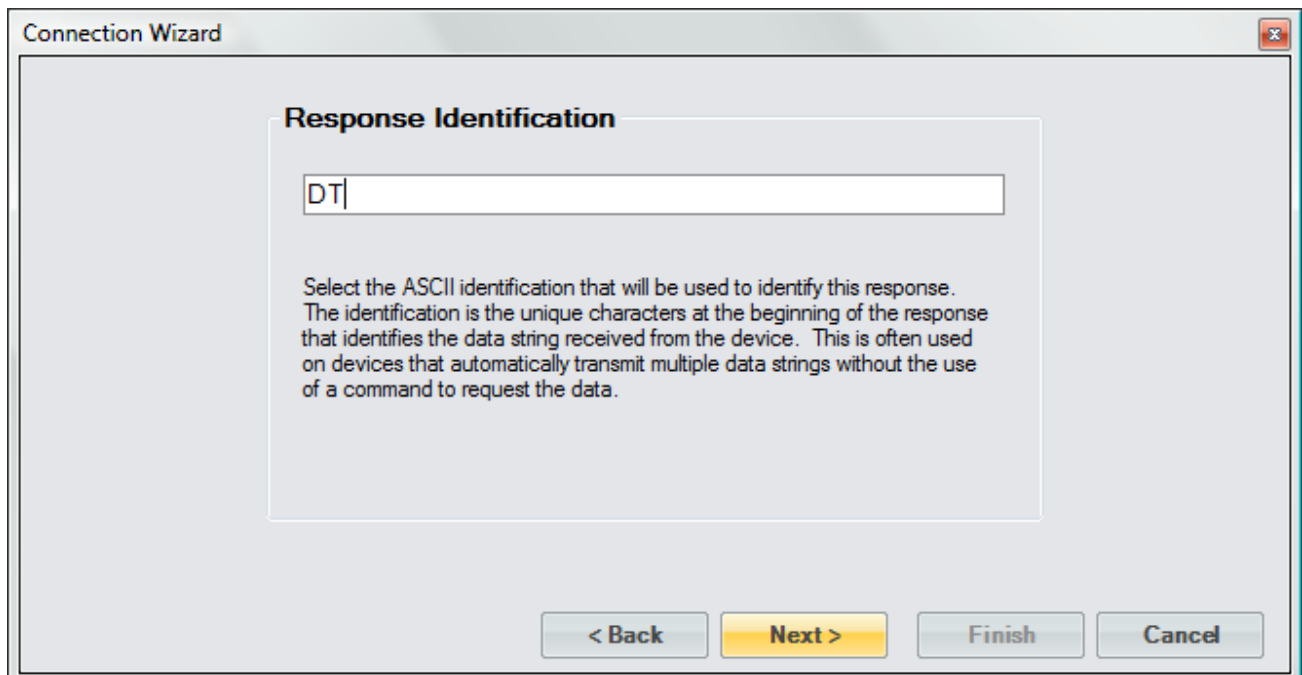 Connection Wizard
Response Identification
DT
Select the ASCII identification that will be used to identify this response.
The identification is the unique characters at the beginning of the response
that identifies the data string received from the device.  This is often used
on devices that automatically transmit multiple data strings without the use
of a command to request the data.
< Back
Next >
Finish
Cancel